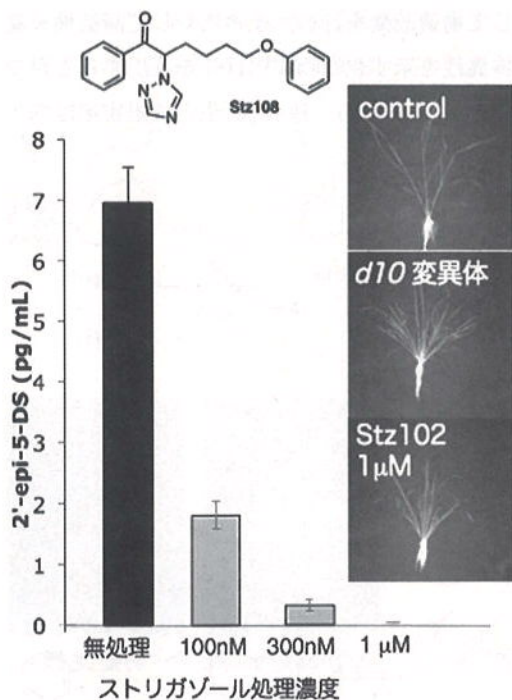 O
O
N
N
N
Stz108
control
d10 変異体
Stz102
1μM
2'-epi-5-DS (pg/mL)
8
7
6
5
4
3
2
1
0
無処理 100nM 300nM 1 μM
ストリガゾール処理濃度